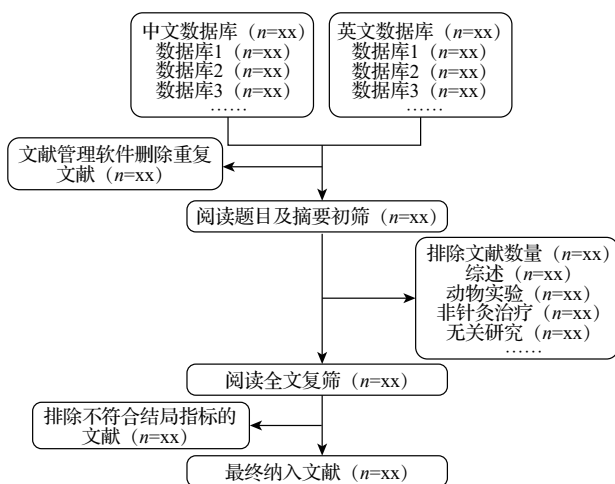 中文数据库（n=xx）
数据库1（n=xx）
数据库2（n=xx）
数据库3（n=xx）
……
英文数据库（n=xx）
数据库1（n=xx）
数据库2（n=xx）
数据库3（n=xx）
……
文献管理软件删除重复
文献（n=xx）
阅读题目及摘要初筛（n=xx）
排除文献数量（n=xx）
综述（n=xx）
动物实验（n=xx）
非针灸治疗（n=xx）
无关研究（n=xx）
……
阅读全文复筛（n=xx）
排除不符合结局指标的
文献（n=xx）
最终纳入文献（n=xx）